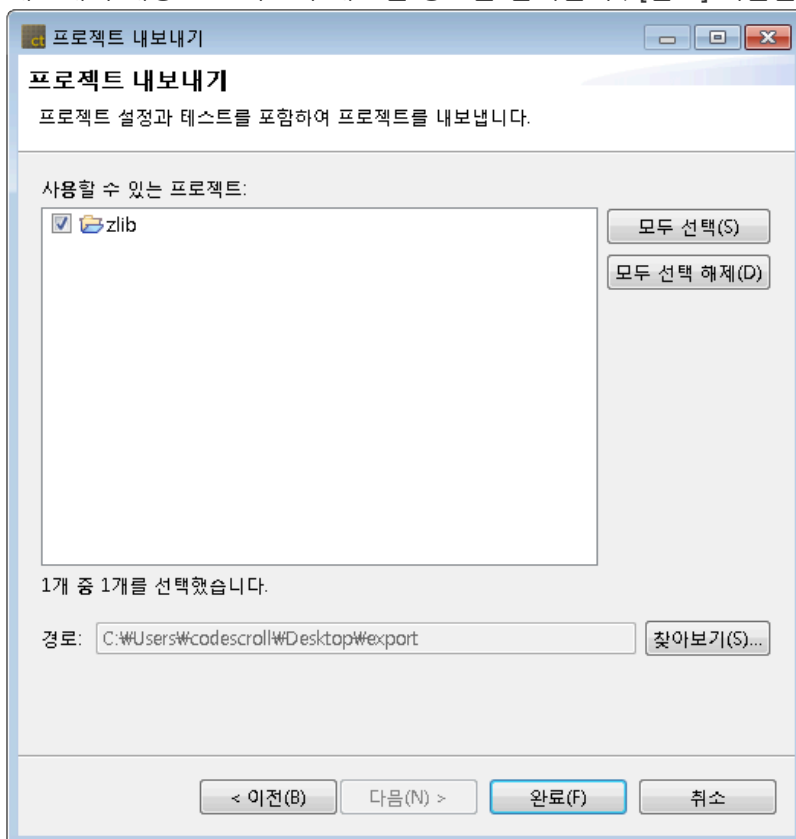 ct 프로젝트 내보내기
프로젝트 내보내기
프로젝트 설정과 테스트를 포함하여 프로젝트를 내보냅니다.
사용할 수 있는 프로젝트:
zlib
모두 선택(S)
모두 선택 해제(D)
1개 중 1개를 선택했습니다.
경로: C:₩Users₩codescroll₩Desktop₩export 찾아보기(S)...
< 이전(B) 다음(N) > 완료(F) 취소